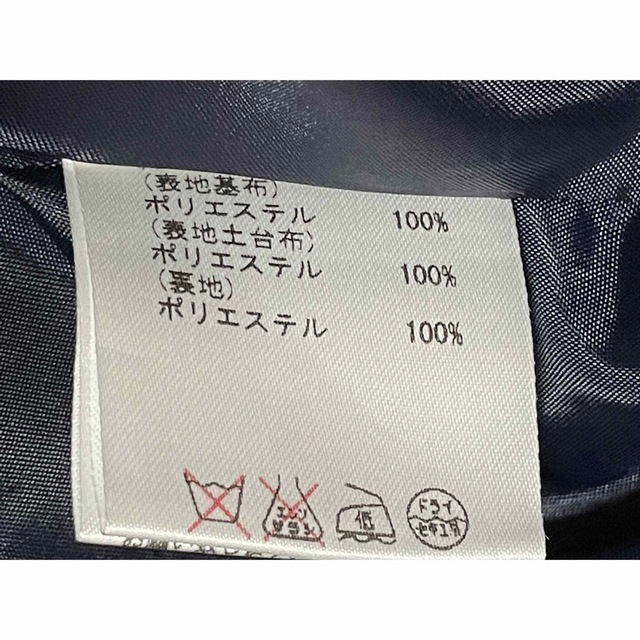 (表地基布)
ポリエステル 100%
(表地土台布)
ポリエステル 100%
(裏地)
ポリエステル 100%
エンソ
サラシ
低
ドライ
セキユ系